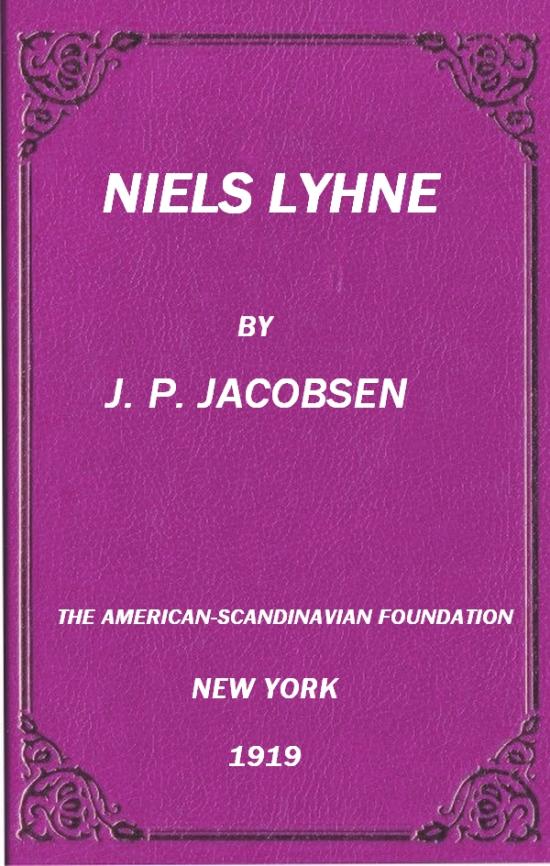 NIELS LYHNE
BY
J. P. JACOBSEN
THE AMERICAN-SCANDINAVIAN FOUNDATION
NEW YORK
1919